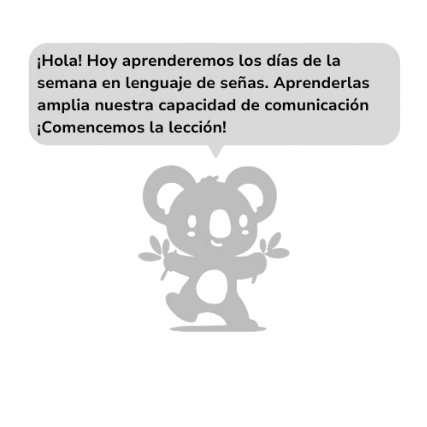 ¡Hola! Hoy aprenderemos los días de la
semana en lenguaje de señas. Aprenderlas
amplia nuestra capacidad de comunicación
¡Comencemos la lección!